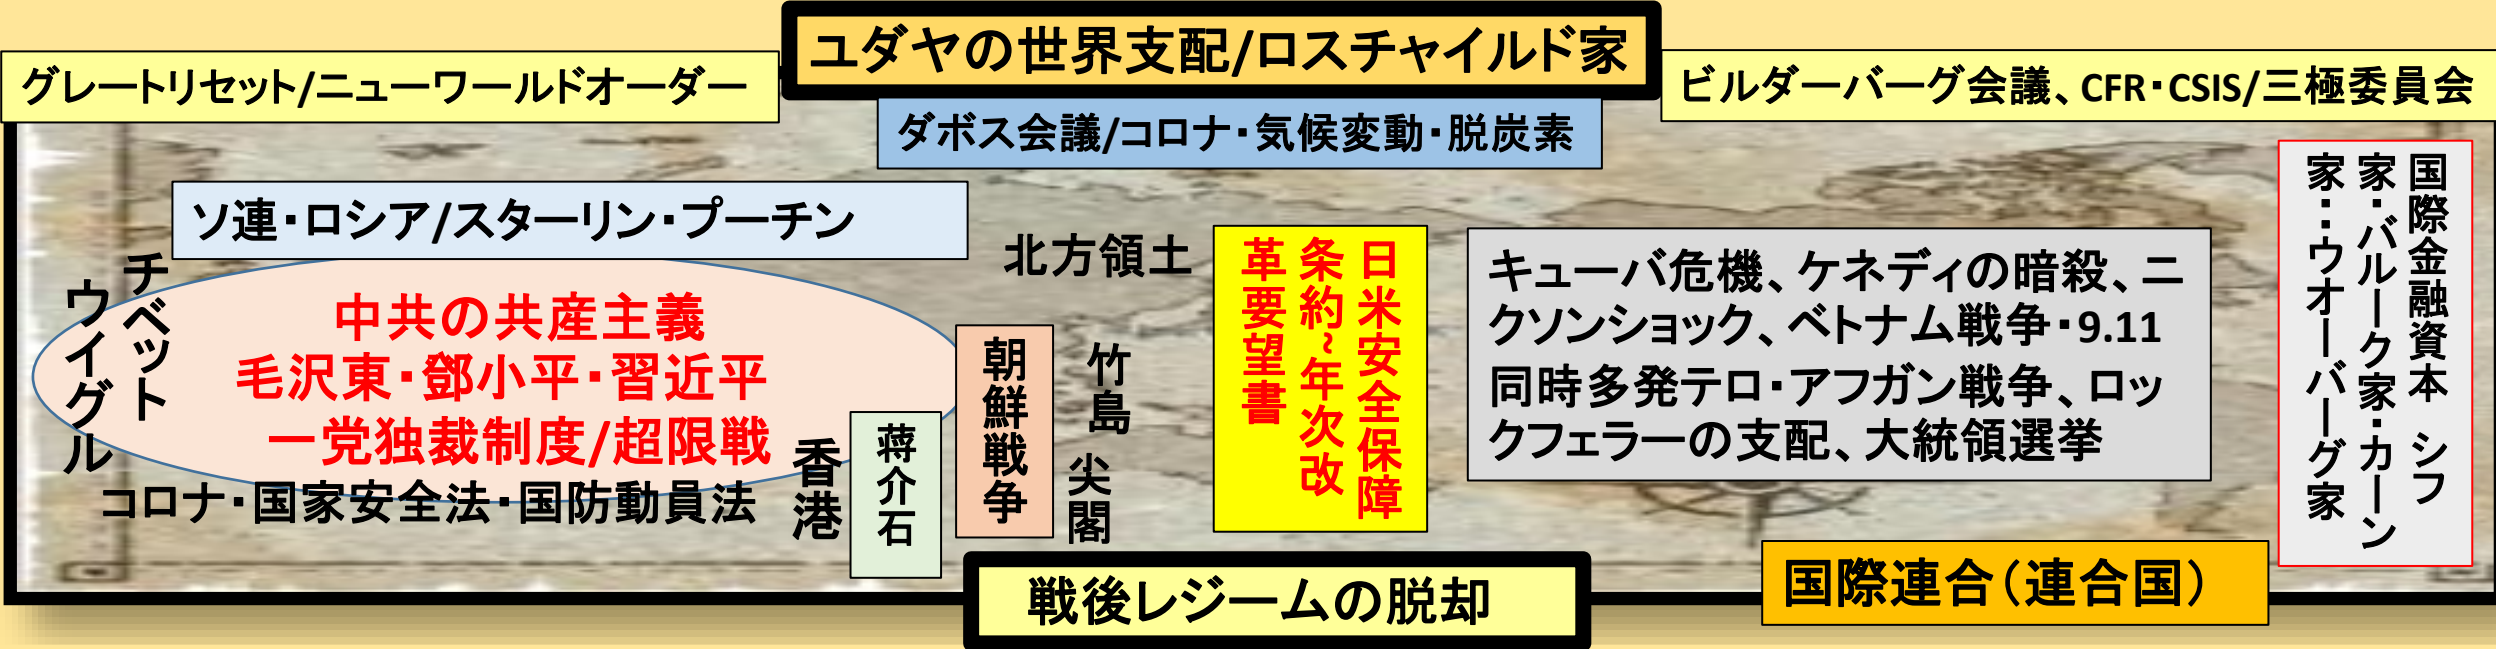 ユダヤの世界支配/ロスチャイルド家
グレートリセット/ニューワールドオーダー
ビルダーバーグ会議、CFR・CSIS/三極委員会
ダボス会議/コロナ・気候変動・脱炭素
ソ連・ロシア/スターリン・プーチン
チベット
ウイグル
中共の共産主義
毛沢東・鄧小平・習近平
一党独裁制度/超限戦
コロナ・国家安全法・国防動員法
香港
蒋介石
朝鮮戦争
北方領土
竹島
尖閣
日米安全保障
条約~年次改
革要望書
キューバ危機、ケネディの暗殺、ニ
クソンショック、ベトナム戦争・9.11
同時多発テロ・アフガン戦争、ロッ
クフェラーの支配、大統領選挙
国際金融資本 シフ
家・バルーク家・カーン
家・・ウオーバーグ家
戦後レジームの脱却
国際連合(連合国)